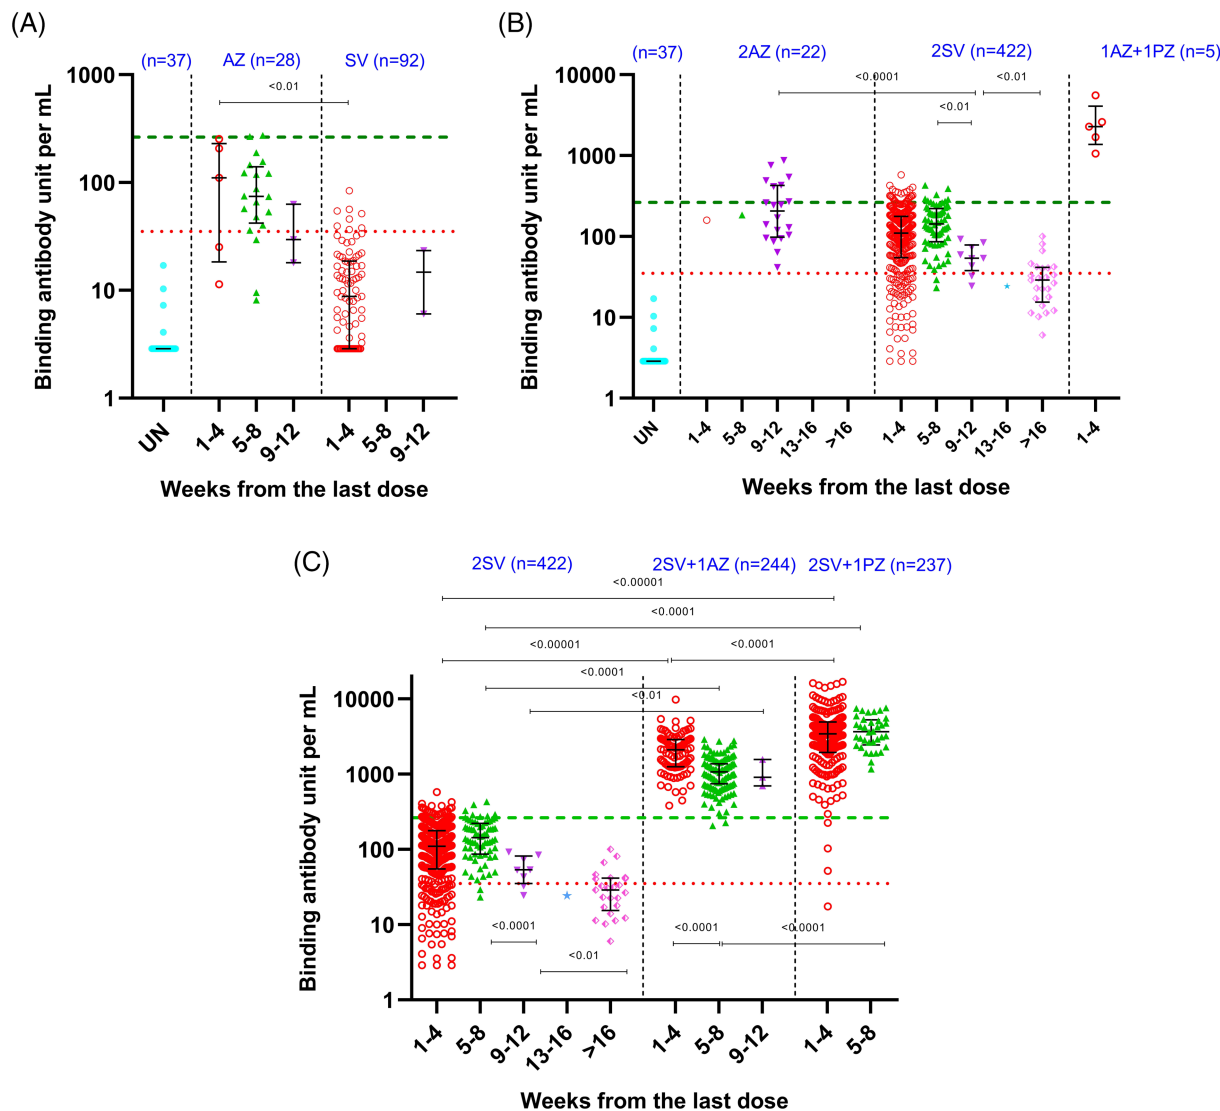 (A)
(n=37) AZ (n=28) SV (n=92)
<0.01
1000
100
10
1
Binding antibody unit per mL
UN 1-4 5-8 9-12 1-4 5-8 9-12
Weeks from the last dose
(B)
(n=37) 2AZ (n=22) 2SV (n=422) 1AZ+1PZ (n=5)
<0.0001 <0.01
<0.01
10000
1000
100
10
1
Binding antibody unit per mL
UN 1-4 5-8 9-12 13-16 >16 1-4 5-8 9-12 13-16 >16 1-4
Weeks from the last dose
(C)
2SV (n=422) 2SV+1AZ (n=244) 2SV+1PZ (n=237)
<0.00001
<0.0001
<0.00001 <0.0001
<0.0001
<0.01
10000
1000
100
10
1
Binding antibody unit per mL
<0.0001 <0.0001 <0.0001
<0.01
1-4 5-8 9-12 13-16 >16 1-4 5-8 9-12 1-4 5-8
Weeks from the last dose